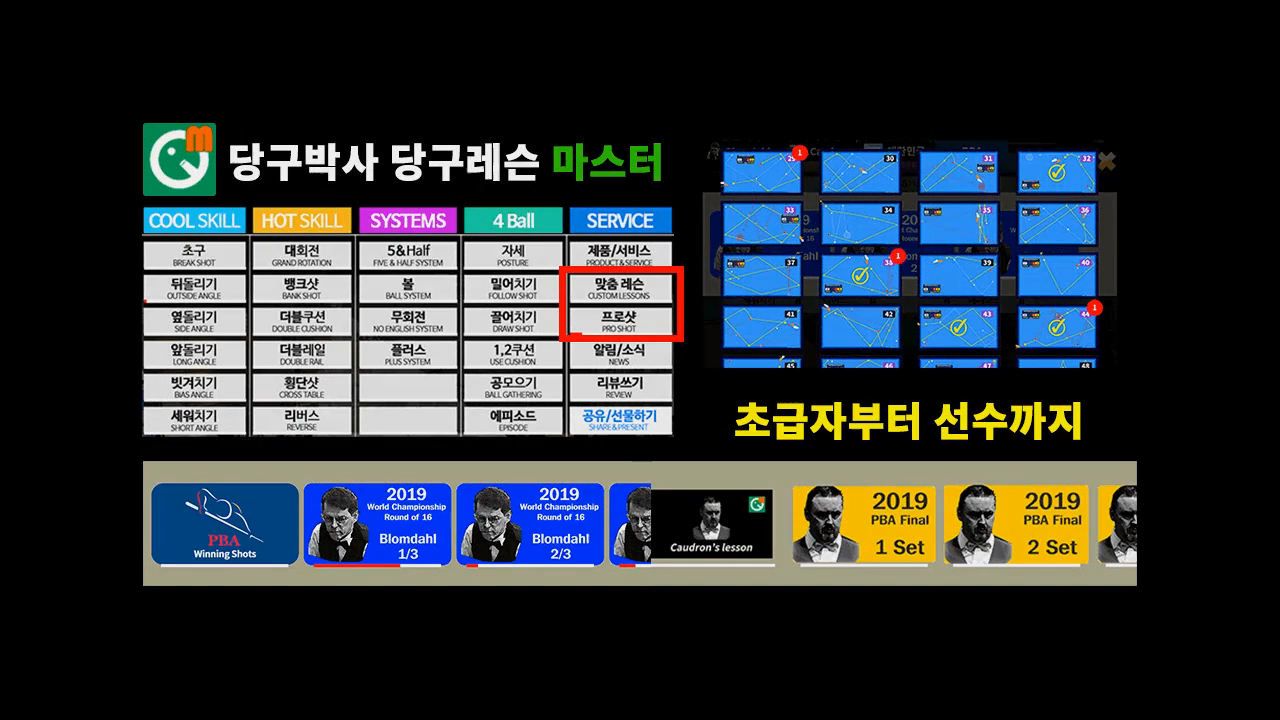 m
당구박사 당구레슨 마스터
COOL SKILL HOT SKILL SYSTEMS 4 Ball SERVICE
초구 대회전 5&Half 자세 제품/서비스
BREAK SHOT GRAND ROTATION FIVE & HALF SYSTEM POSTURE PRODUCT & SERVICE
뒤돌리기 뱅크샷 볼 밀어치기 맞춤 레슨
OUTSIDE ANGLE BANK SHOT BALL SYSTEM FOLLOW SHOT CUSTOM LESSONS
옆돌리기 더블쿠션 무회전 끌어치기 프로샷
SIDE ANGLE DOUBLE CUSHION NO ENGLISH SYSTEM DRAW SHOT PRO SHOT
앞돌리기 더블레일 플러스 1,2쿠션 알림/소식
LONG ANGLE DOUBLE RAIL PLUS SYSTEM USE CUSHION NEWS
빗겨치기 횡단샷 공모으기 리뷰쓰기
BIAS ANGLE CROSS TABLE BALL GATHERING REVIEW
세워치기 리버스 에피소드 공유/선물하기
SHORT ANGLE REVERSE EPISODE SHARE & PRESENT
29 1 30 31 32
33 34 35 36
37 38 1 39 40
41 42 43 44 1
45 46 47 48
초급자부터 선수까지
PBA
Winning Shots
2019
World Championship
Round of 16
Blomdahl
1/3
2019
World Championship
Round of 16
Blomdahl
2/3
Caudron's lesson
2019
PBA Final
1 Set
2019
PBA Final
2 Set